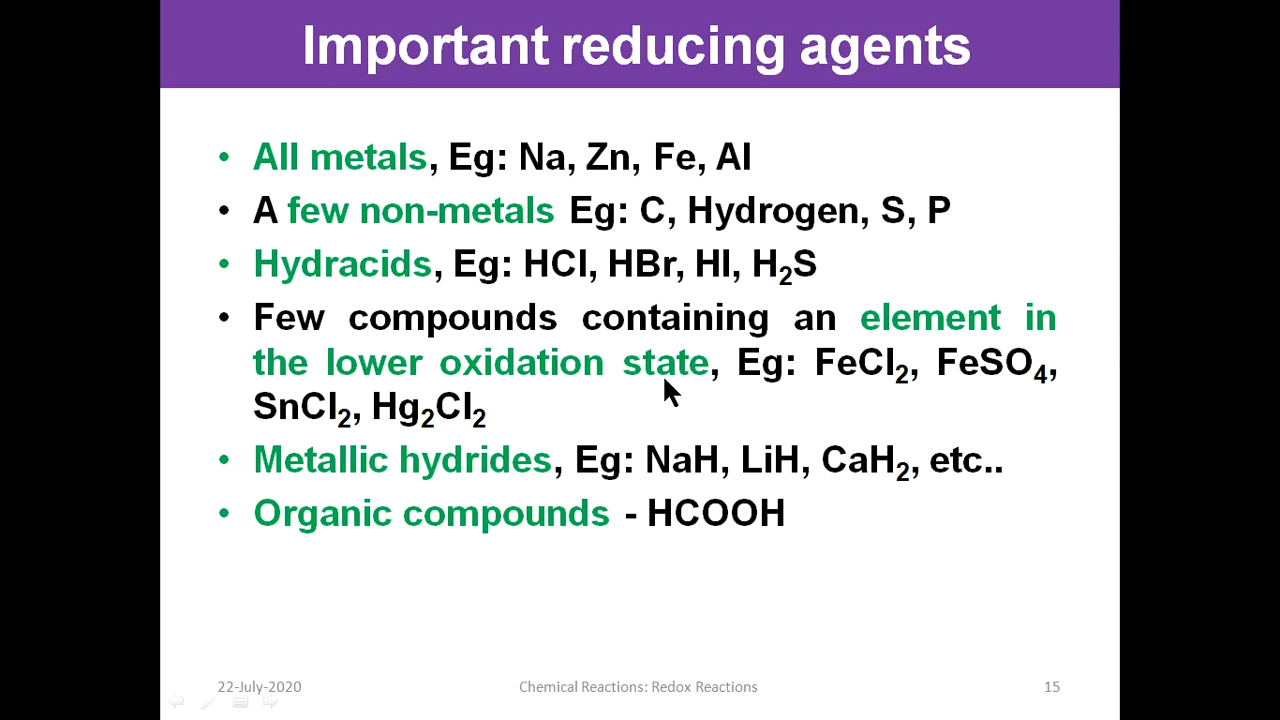 Important reducing agents
• All metals, Eg: Na, Zn, Fe, Al
• A few non-metals Eg: C, Hydrogen, S, P
• Hydracids, Eg: HCl, HBr, HI, H₂S
• Few compounds containing an element in
the lower oxidation state, Eg: FeCl₂, FeSO₄,
SnCl₂, Hg₂Cl₂
• Metallic hydrides, Eg: NaH, LiH, CaH₂, etc..
• Organic compounds - HCOOH
22-July-2020 Chemical Reactions: Redox Reactions 15